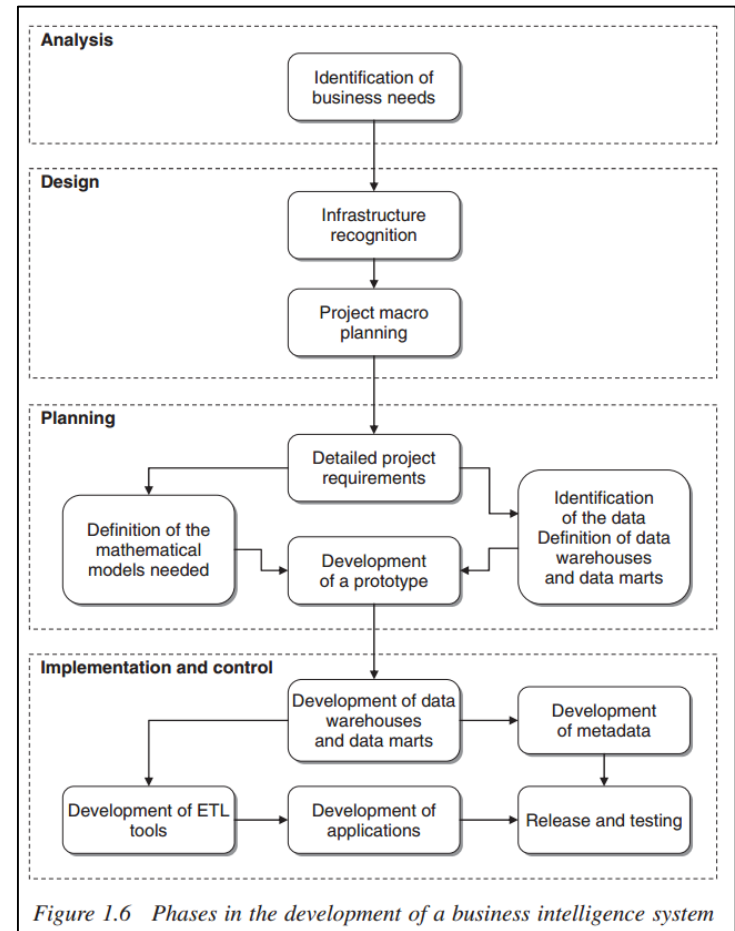 Analysis
Identification of
business needs
Design
Infrastructure
recognition
Project macro
planning
Planning
Detailed project
requirements
Definition of the
mathematical
models needed
Development
of a prototype
Identification
of the data
Definition of data
warehouses
and data marts
Implementation and control
Development of data
warehouses
and data marts
Development
of metadata
Development of ETL
tools
Development of
applications
Release and testing
Figure 1.6 Phases in the development of a business intelligence system